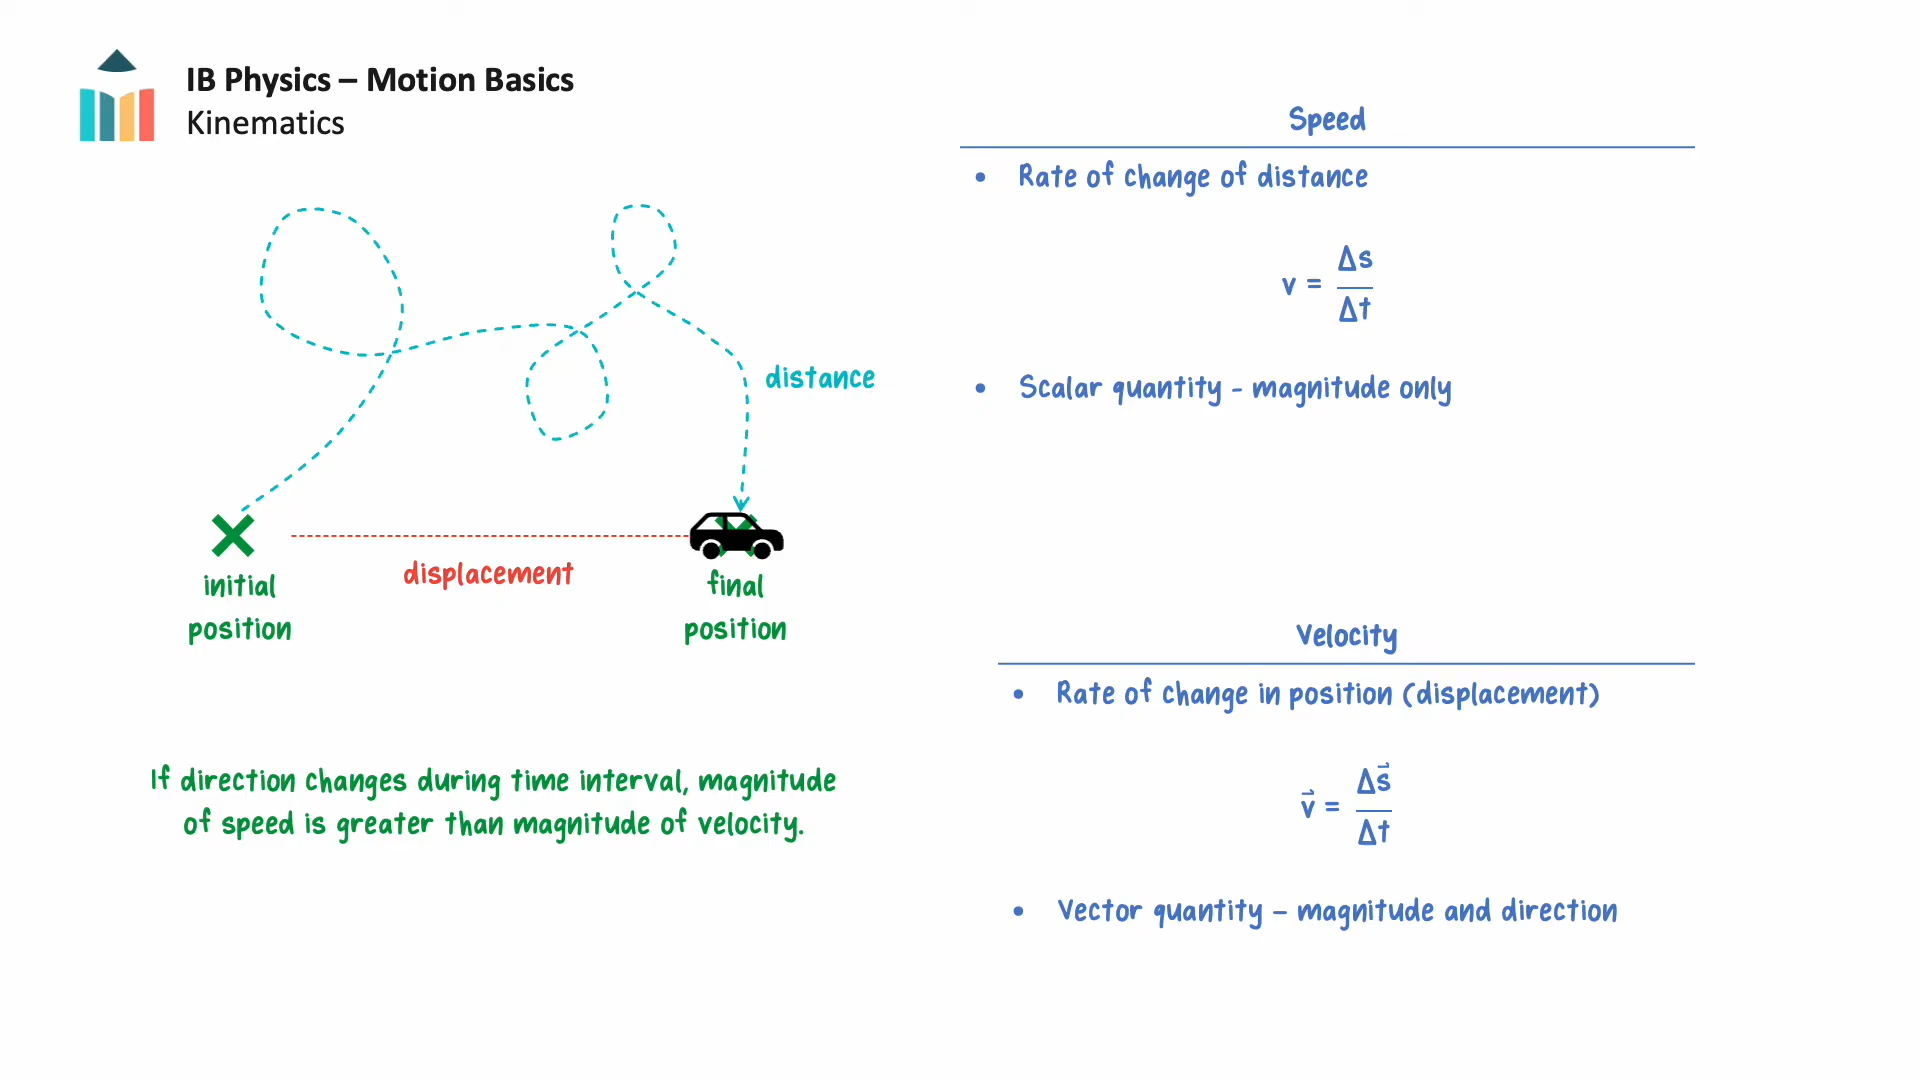 IB Physics – Motion Basics
Kinematics
distance
displacement
initial
position
final
position
If direction changes during time interval, magnitude
of speed is greater than magnitude of velocity.
Speed
• Rate of change of distance
v = Δs/Δt
• Scalar quantity - magnitude only
Velocity
• Rate of change in position (displacement)
v⃗ = Δs⃗/Δt
• Vector quantity – magnitude and direction